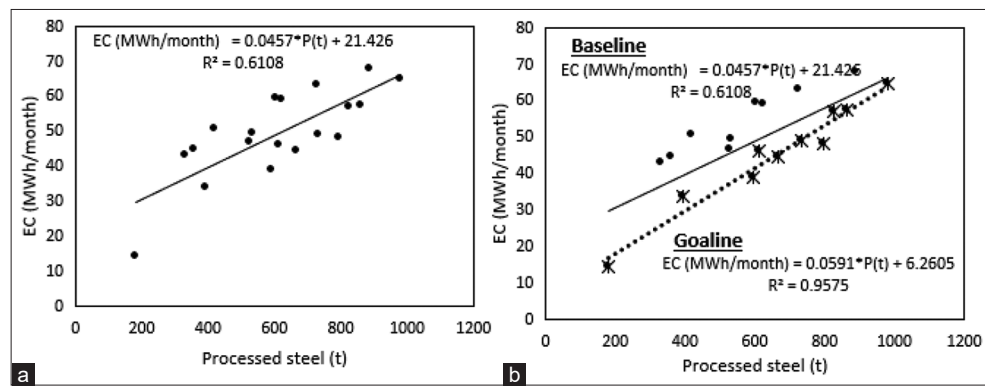 EC (MWh/month) = 0.0457*P(t) + 21.426
R² = 0.6108
EC (MWh/month)
80
70
60
50
40
30
20
10
0
0 200 400 600 800 1000 1200
Processed steel (t)
a
Baseline
EC (MWh/month) = 0.0457*P(t) + 21.426
R² = 0.6108
EC (MWh/month)
80
70
60
50
40
30
20
10
0
Goaline
EC (MWh/month) = 0.0591*P(t) + 6.2605
R² = 0.9575
0 200 400 600 800 1000 1200
Processed steel (t)
b